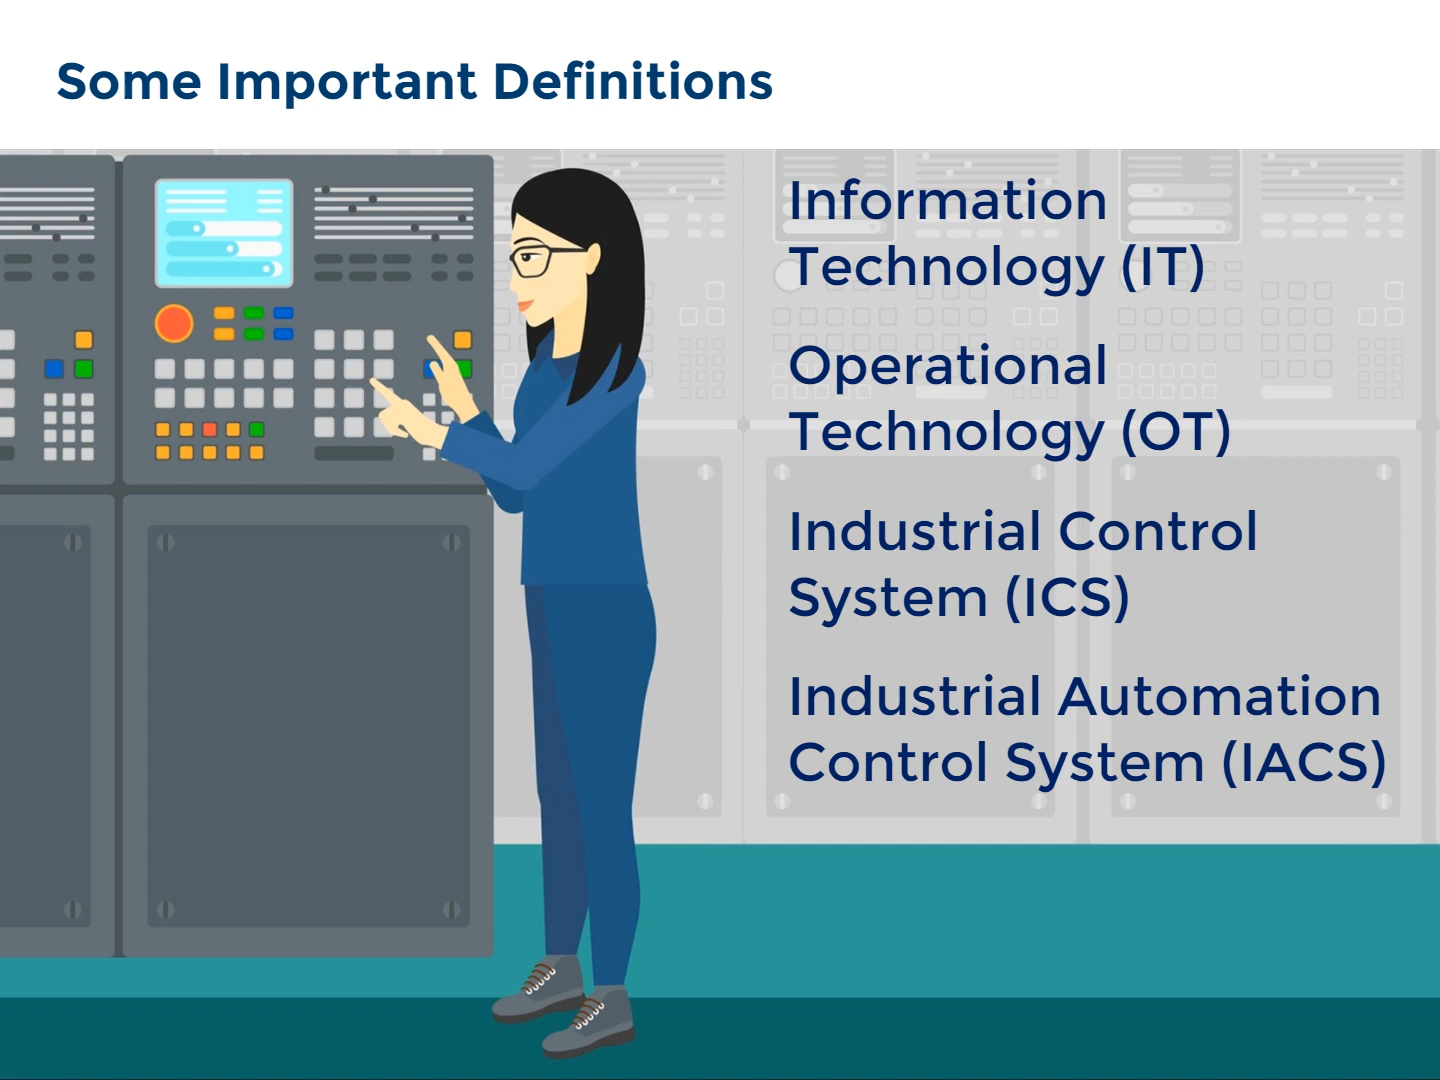 Some Important Definitions
Information
Technology (IT)
Operational
Technology (OT)
Industrial Control
System (ICS)
Industrial Automation
Control System (IACS)